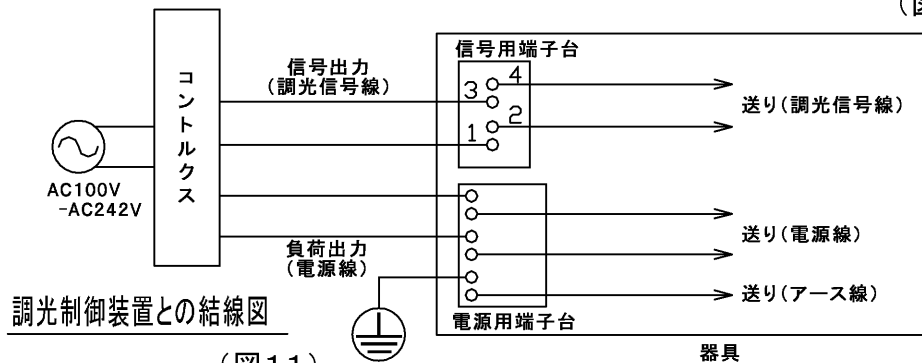 (図
信号用端子台
信号出力
(調光信号線)
4
3
2
1
送り(調光信号線)
コントルクス
AC100V
-AC242V
負荷出力
(電源線)
送り(電源線)
送り(アース線)
電源用端子台
調光制御装置との結線図
(図11)
器具